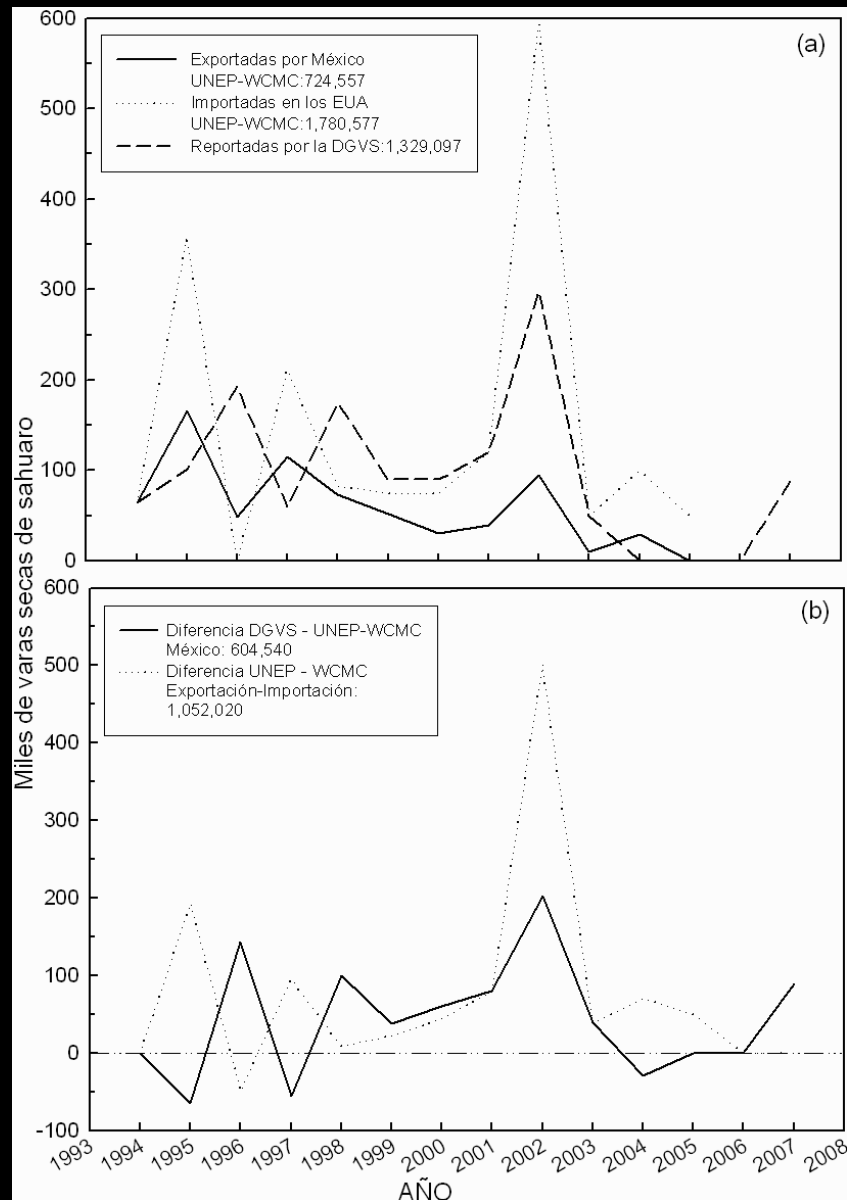 Miles de varas secas de sahuaro
600
500
400
300
200
100
0
(a)
Exportadas por México
UNEP-WCMC:724,557
Importadas en los EUA
UNEP-WCMC:1,780,577
Reportadas por la DGVS:1,329,097
600
500
400
300
200
100
0
-100
(b)
Diferencia DGVS - UNEP-WCMC
México: 604,540
Diferencia UNEP - WCMC
Exportación-Importación:
1,052,020
1993 1994 1995 1996 1997 1998 1999 2000 2001 2002 2003 2004 2005 2006 2007 2008
AÑO